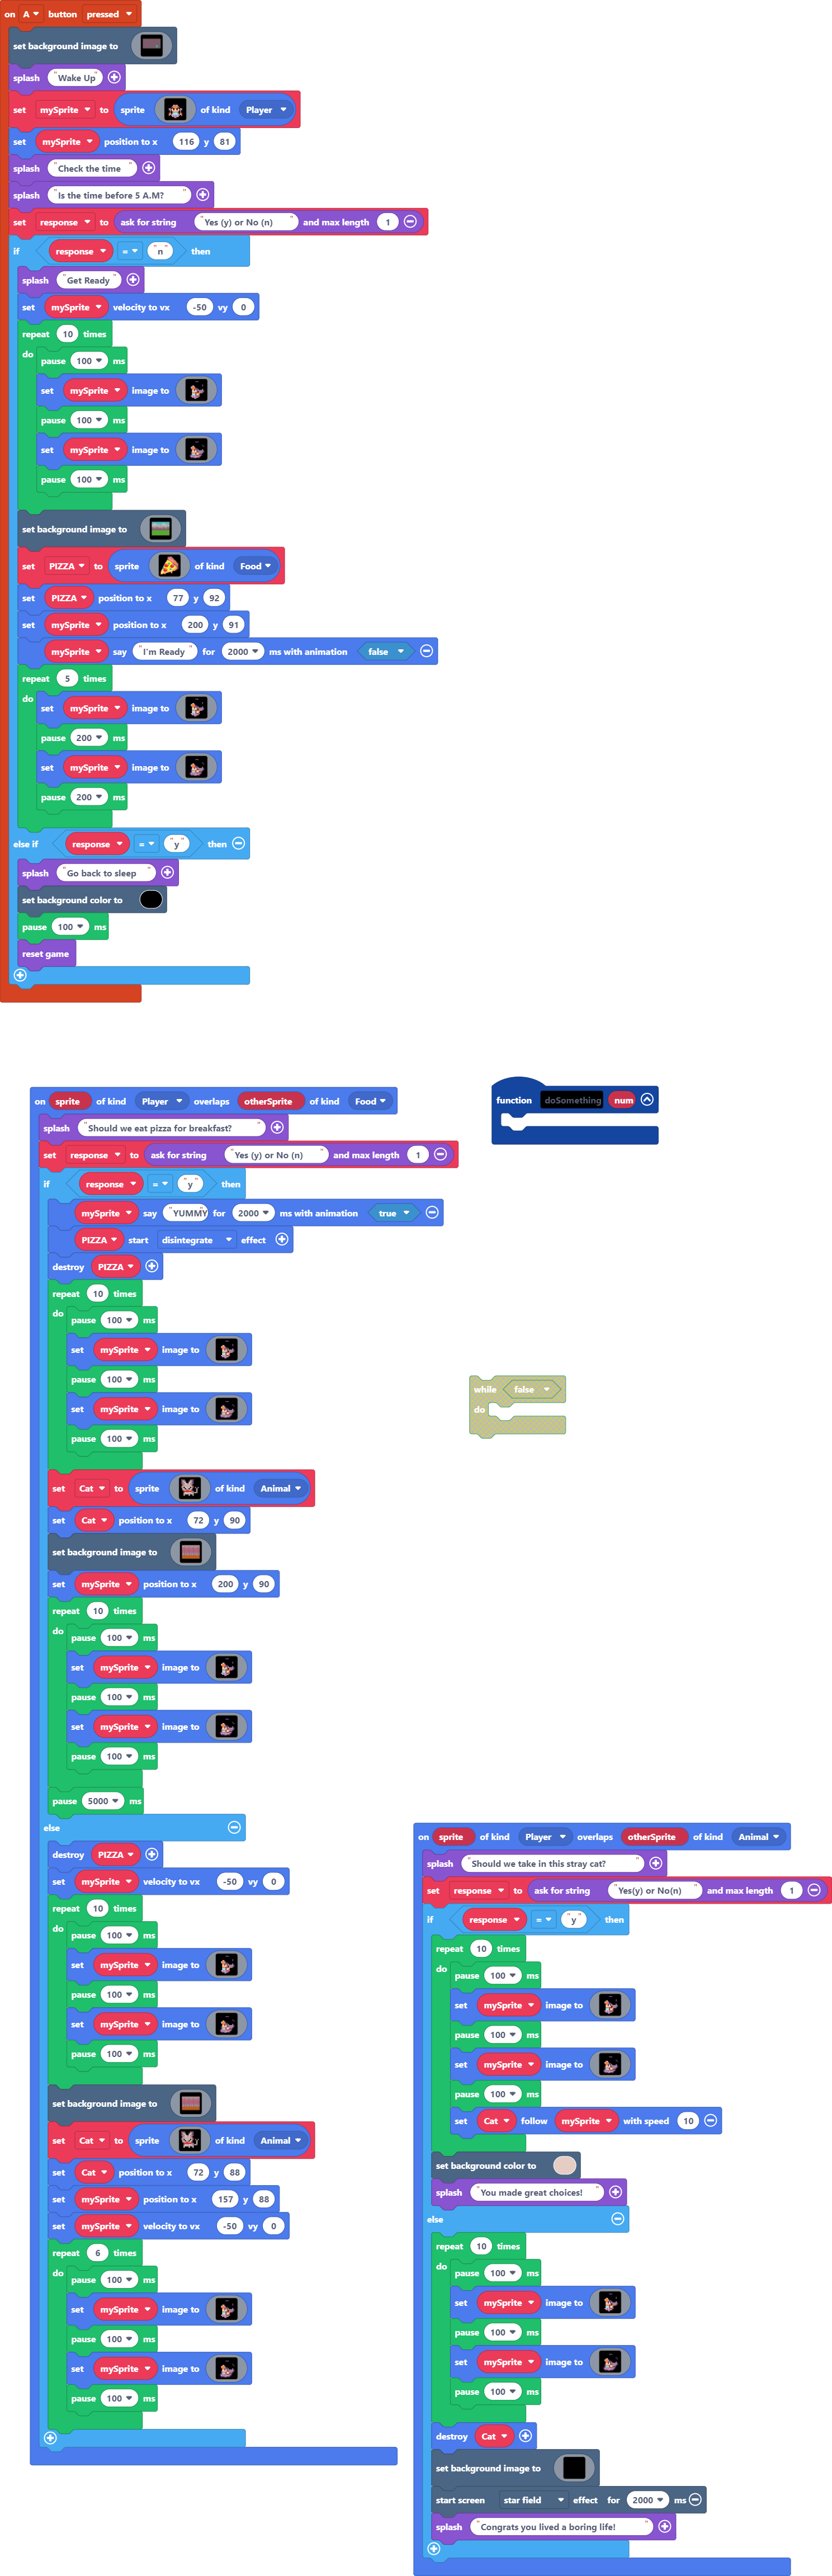 on A button pressed
set background image to
splash "Wake Up"
set mySprite to sprite of kind Player
set mySprite position to x 116 y 81
splash "Check the time"
splash "Is the time before 5 A.M?"
set response to ask for string "Yes (y) or No (n)" and max length 1
if response = "n" then
splash "Get Ready"
set mySprite velocity to vx -50 vy 0
repeat 10 times
do
pause 100 ms
set mySprite image to
pause 100 ms
set mySprite image to
pause 100 ms
set background image to
set PIZZA to sprite of kind Food
set PIZZA position to x 77 y 92
set mySprite position to x 200 y 91
mySprite say "I'm Ready" for 2000 ms with animation false
repeat 5 times
do
set mySprite image to
pause 200 ms
set mySprite image to
pause 200 ms
else if response = "y" then
splash "Go back to sleep"
set background color to
pause 100 ms
reset game
on sprite of kind Player overlaps otherSprite of kind Food
splash "Should we eat pizza for breakfast?"
set response to ask for string "Yes (y) or No (n)" and max length 1
if response = "y" then
mySprite say "YUMMY" for 2000 ms with animation true
PIZZA start disintegrate effect
destroy PIZZA
repeat 10 times
do
pause 100 ms
set mySprite image to
pause 100 ms
set mySprite image to
pause 100 ms
set Cat to sprite of kind Animal
set Cat position to x 72 y 90
set background image to
set mySprite position to x 200 y 90
repeat 10 times
do
pause 100 ms
set mySprite image to
pause 100 ms
set mySprite image to
pause 100 ms
pause 5000 ms
else
destroy PIZZA
set mySprite velocity to vx -50 vy 0
repeat 10 times
do
pause 100 ms
set mySprite image to
pause 100 ms
set mySprite image to
pause 100 ms
set background image to
set Cat to sprite of kind Animal
set Cat position to x 72 y 88
set mySprite position to x 157 y 88
set mySprite velocity to vx -50 vy 0
repeat 6 times
do
pause 100 ms
set mySprite image to
pause 100 ms
set mySprite image to
pause 100 ms
function doSomething num
while false
do
on sprite of kind Player overlaps otherSprite of kind Animal
splash "Should we take in this stray cat?"
set response to ask for string "Yes(y) or No(n)" and max length 1
if response = "y" then
repeat 10 times
do
pause 100 ms
set mySprite image to
pause 100 ms
set mySprite image to
pause 100 ms
set Cat follow mySprite with speed 10
set background color to
splash "You made great choices!"
else
repeat 10 times
do
pause 100 ms
set mySprite image to
pause 100 ms
set mySprite image to
pause 100 ms
destroy Cat
set background image to
start screen star field effect for 2000 ms
splash "Congrats you lived a boring life!"